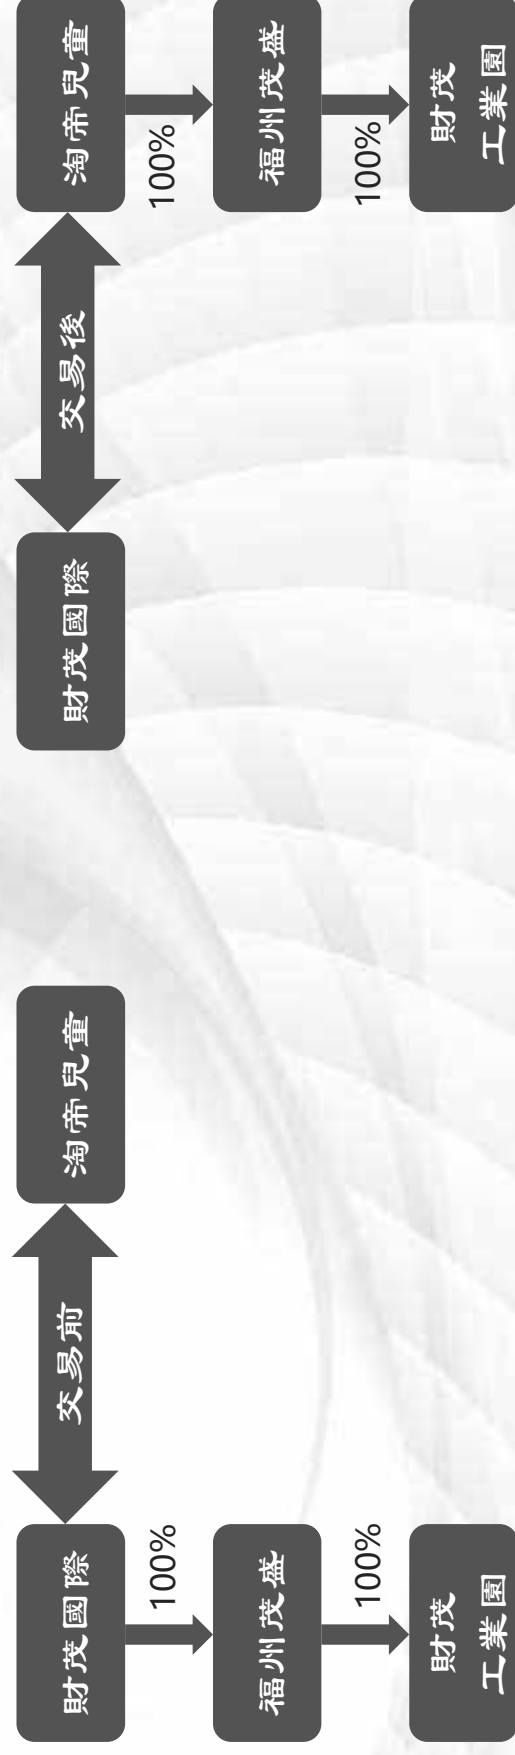 財茂國際
交易前
淘帝兒童
100%
福州茂盛
100%
財茂
工業園
財茂國際
交易後
淘帝兒童
100%
福州茂盛
100%
財茂
工業園